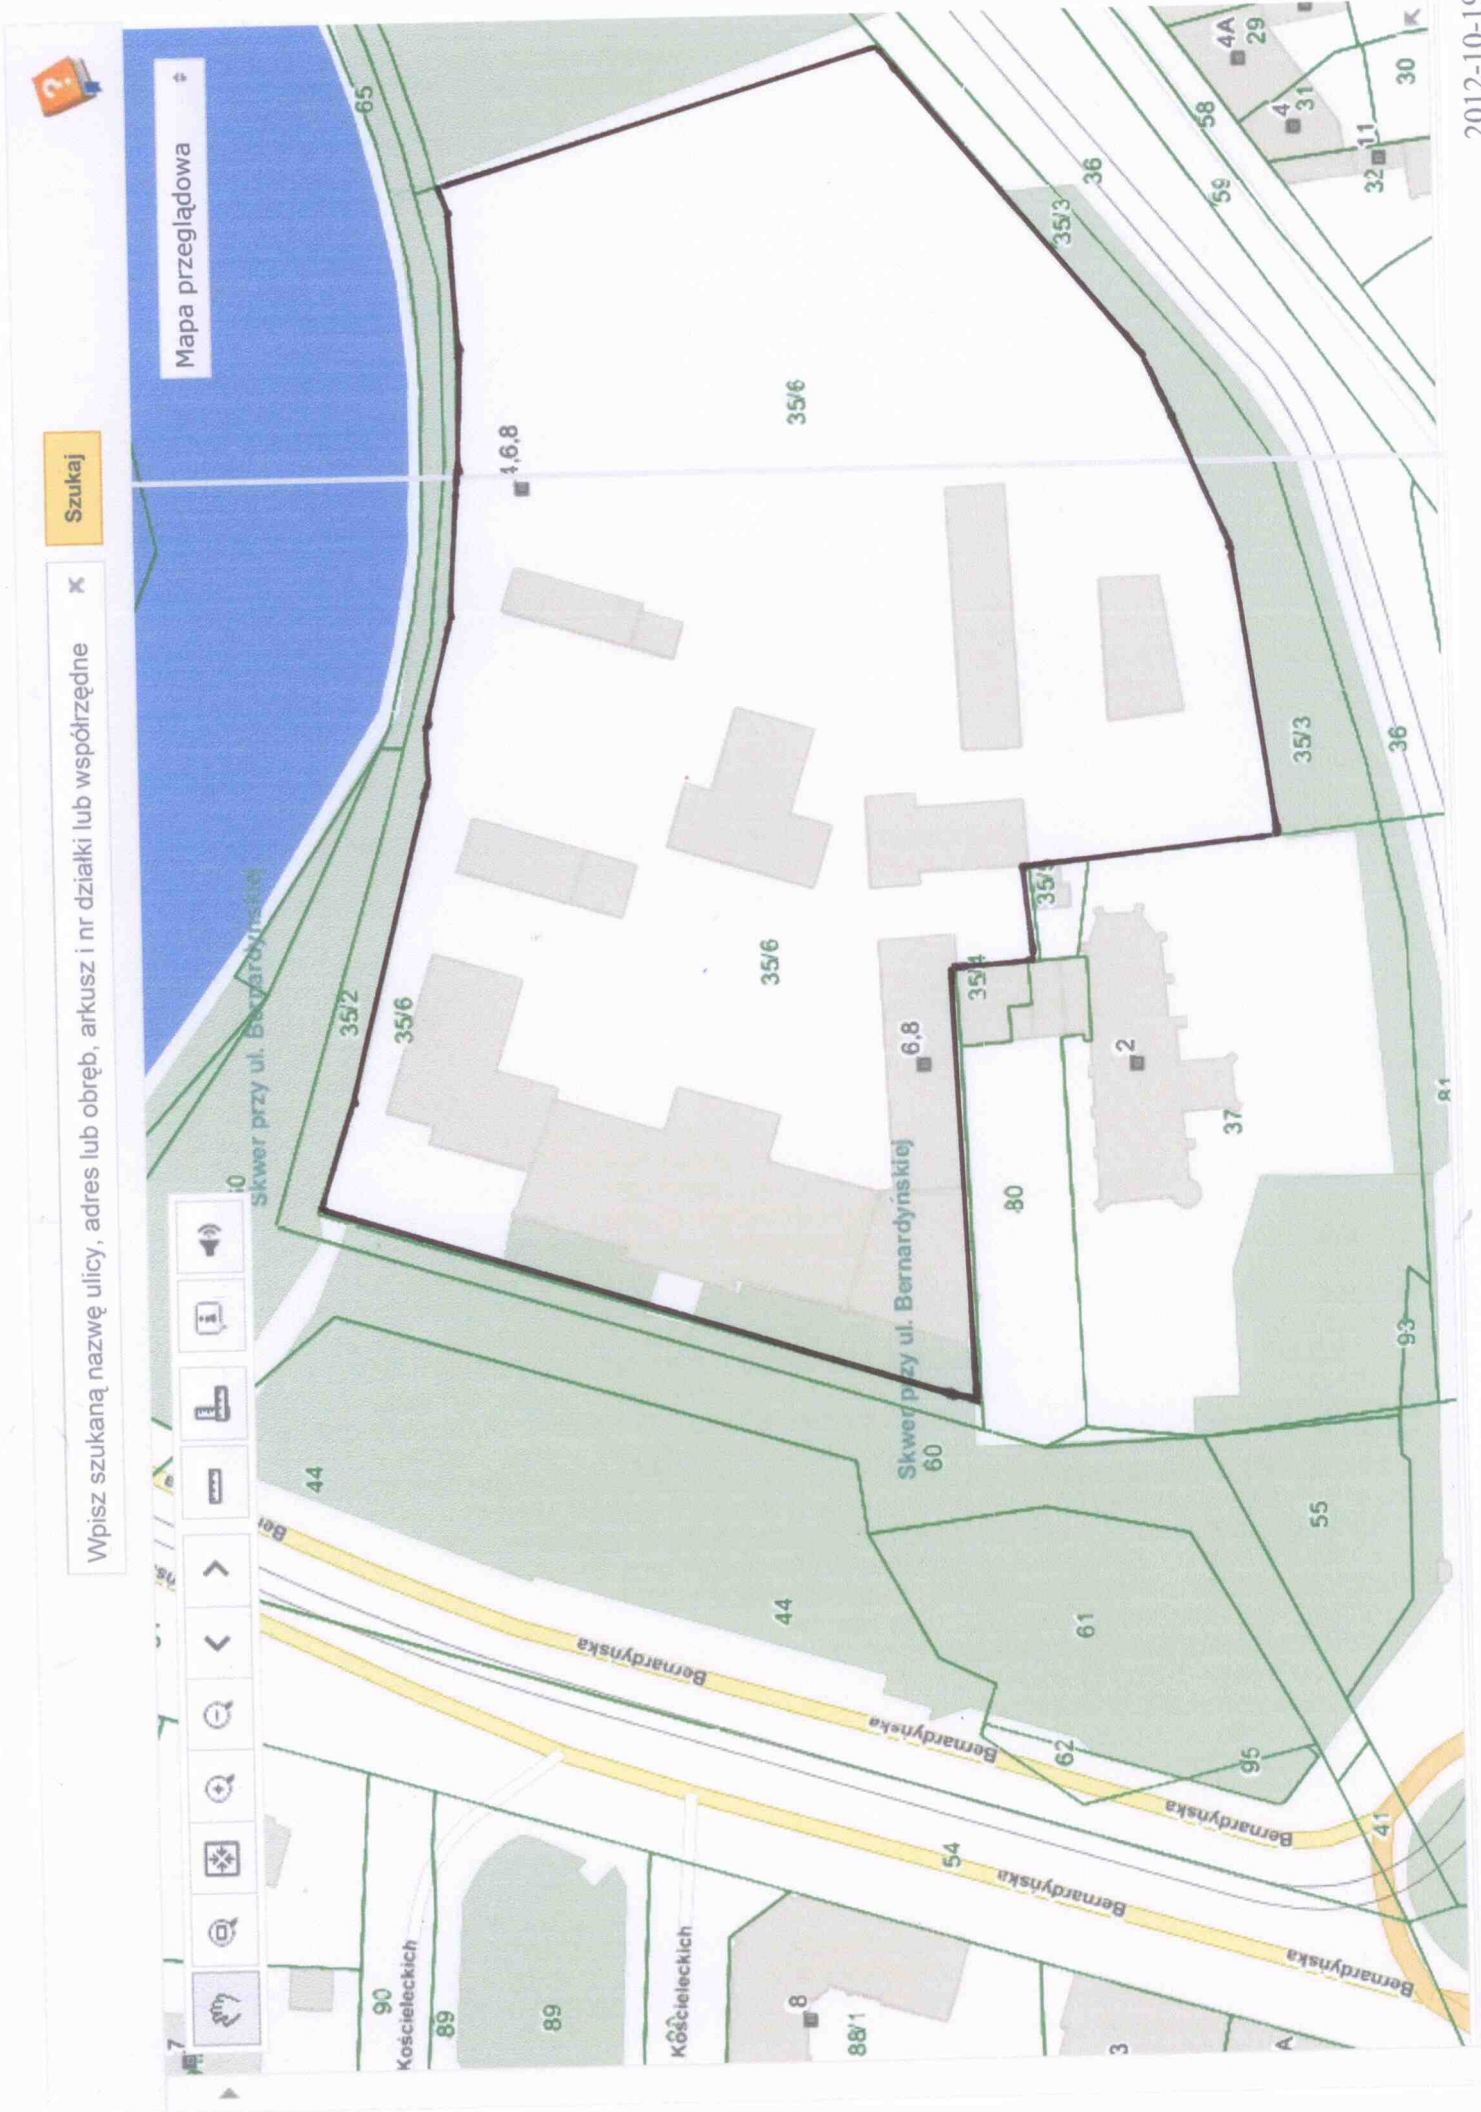 Wpisz szukaną nazwę ulicy, adres lub obręb, arkusz i nr działki lub współrzędne
x
Szukaj
?
Mapa przeglądowa
Skwer przy ul. Bernardyńskiej
65
35/2
35/6
4,6,8
35/6
35/6
6,8
35/4
35/3
35/3
36
36
58
59
4A
29
4
31
11
32
30
2
37
80
81
93
55
Skwer przy ul. Bernardyńskiej
60
44
44
61
62
95
41
54
Bernardyńska
Bernardyńska
Bernardyńska
Bernardyńska
Bernardyńska
90
Kościeleckich
89
89
Kościeleckich
8
88/1
3
A
7